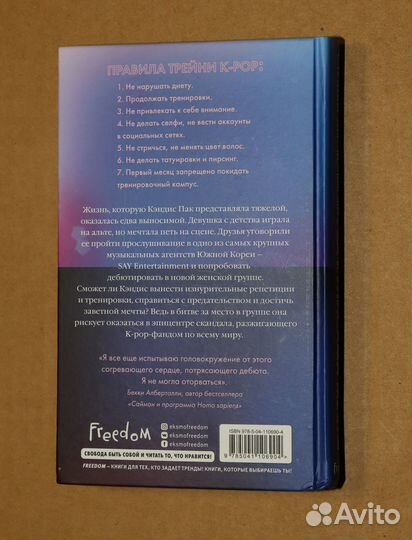 ПРАВИЛА ТРЕЙНИ K-POP:
1. Не нарушать диету.
2. Продолжать тренировки.
3. Не привлекать к себе внимание.
4. Не делать селфи, не вести аккаунты
в социальных сетях.
5. Не стричься, не менять цвет волос.
6. Не делать татуировки и пирсинг.
7. Первый месяц запрещено покидать
тренировочный кампус.
Жизнь, которую Кэндис Пак представляла тяжелой,
оказалась едва выносимой. Девушка с детства играла
на альте, но мечтала петь на сцене. Друзья уговорили
ее пройти прослушивание в одно из самых крупных
музыкальных агентств Южной Кореи —
SAY Entertainment и попробовать
дебютировать в новой женской группе.
Сможет ли Кэндис вынести изнурительные репетиции
и тренировки, справиться с предательством и достичь
заветной мечты? Ведь в битве за место в группе она
рискует оказаться в эпицентре скандала, разжигающего
K-pop-фандом по всему миру.
«Я все еще испытываю головокружение от этого
согревающего сердце, потрясающего дебюта.
Я не могла оторваться».
Бекки Алберталли, автор бестселлера
«Саймон и программа Homo sapiens»
ISBN 978-5-04-110690-4
Freedom
eksmofreedom
eksmofreedom
eksmofreedom
9 785041 106904 >
СВОБОДА БЫТЬ СОБОЙ И ЧИТАТЬ ТО, ЧТО НРАВИТСЯ!
FREEDOM – КНИГИ ДЛЯ ТЕХ, КТО ЗАДАЕТ ТРЕНДЫ! КНИГИ, КОТОРЫЕ ВЫБИРАЕШЬ ТЫ!
Avito